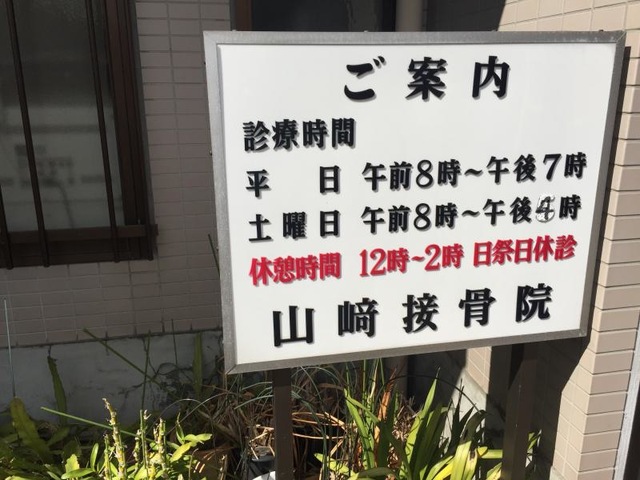 ご案内
診療時間
平 日 午前8時～午後7時
土曜日 午前8時～午後 時
休憩時間 12時～2時 日祭日休診
山﨑接骨院